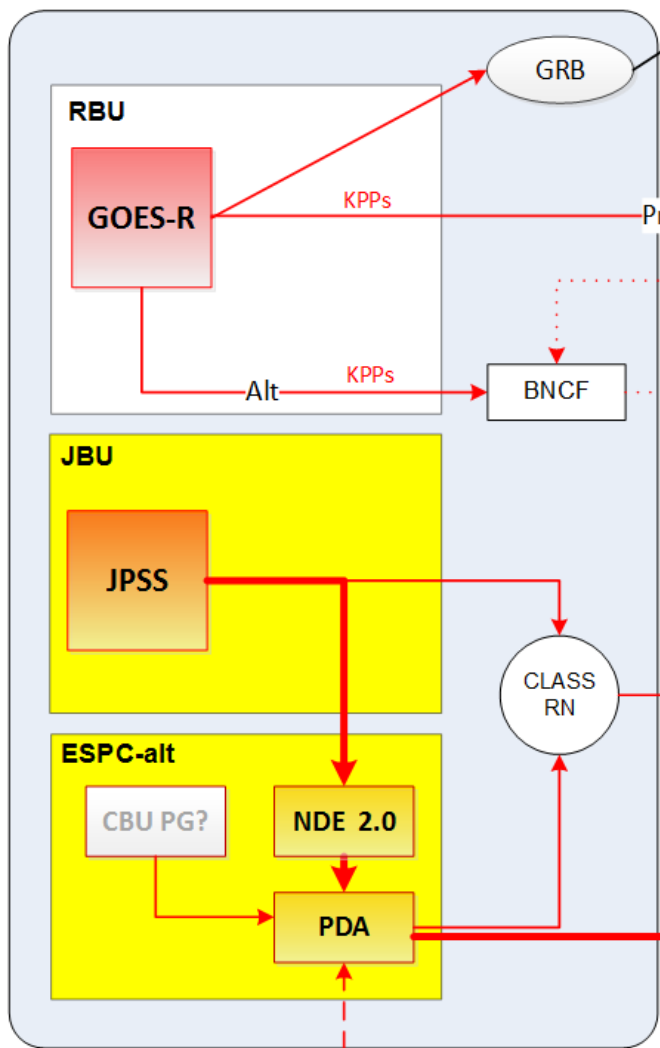 GRB
RBU
GOES-R
KPPs
Pr
Alt
KPPs
BNCF
JBU
JPSS
CLASS
RN
ESPC-alt
CBU PG?
NDE 2.0
PDA